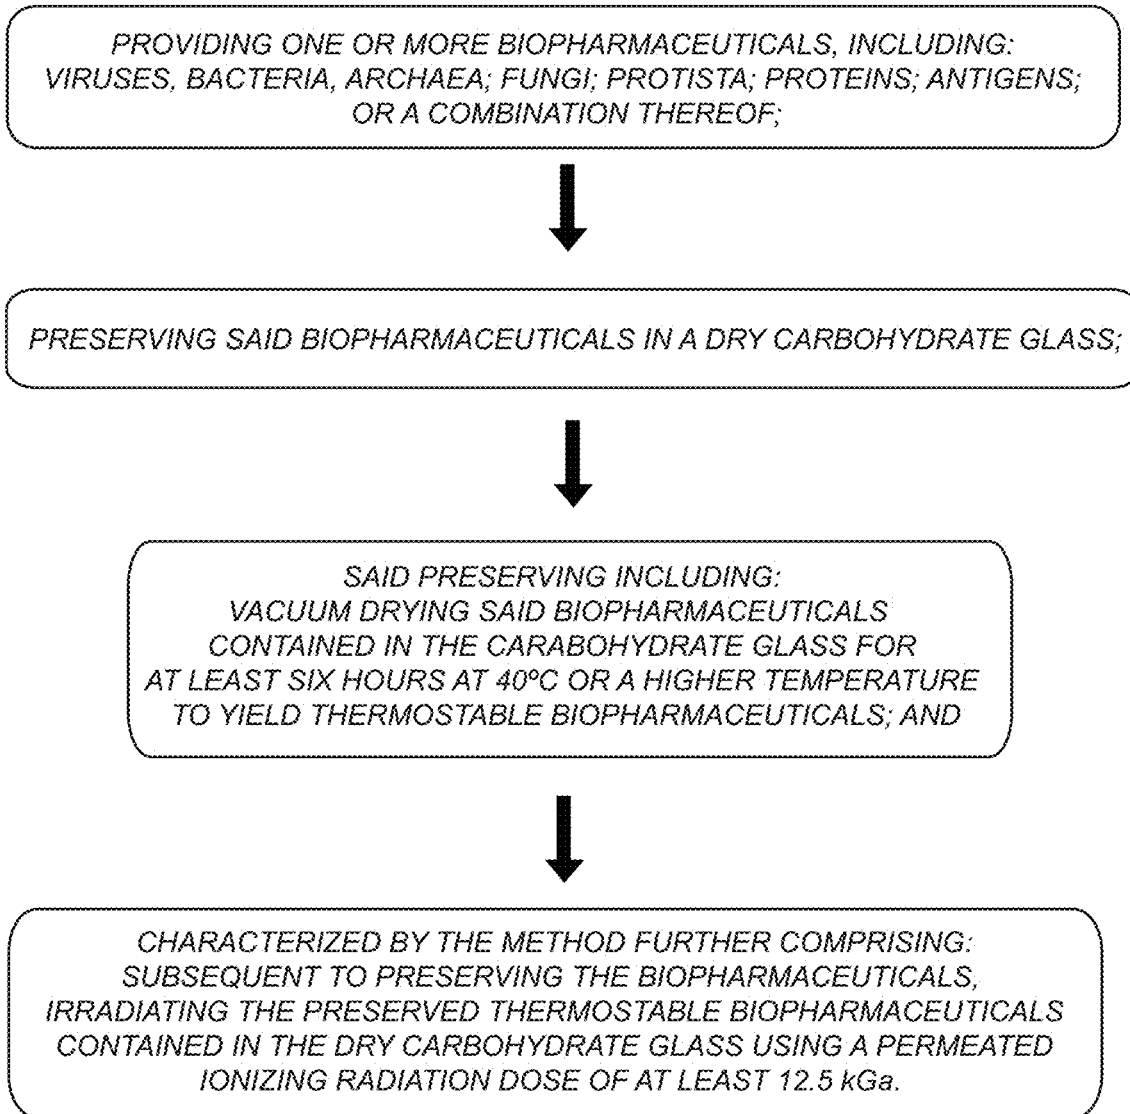 PROVIDING ONE OR MORE BIOPHARMACEUTICALS, INCLUDING:
VIRUSES, BACTERIA, ARCHAEA; FUNGI; PROTISTA; PROTEINS; ANTIGENS;
OR A COMBINATION THEREOF;
PRESERVING SAID BIOPHARMACEUTICALS IN A DRY CARBOHYDRATE GLASS;
SAID PRESERVING INCLUDING:
VACUUM DRYING SAID BIOPHARMACEUTICALS
CONTAINED IN THE CARABOHYDRATE GLASS FOR
AT LEAST SIX HOURS AT 40ºC OR A HIGHER TEMPERATURE
TO YIELD THERMOSTABLE BIOPHARMACEUTICALS; AND
CHARACTERIZED BY THE METHOD FURTHER COMPRISING:
SUBSEQUENT TO PRESERVING THE BIOPHARMACEUTICALS,
IRRADIATING THE PRESERVED THERMOSTABLE BIOPHARMACEUTICALS
CONTAINED IN THE DRY CARBOHYDRATE GLASS USING A PERMEATED
IONIZING RADIATION DOSE OF AT LEAST 12.5 kGa.